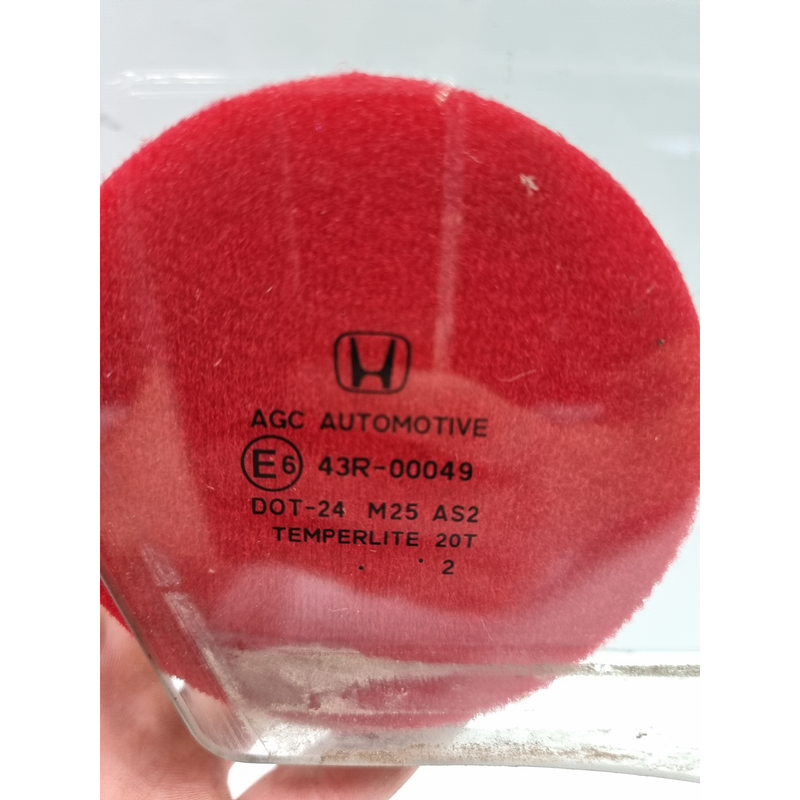 AGC AUTOMOTIVE
E6 43R-00049
DOT-24 M25 AS2
TEMPERLITE 20T
. . 2